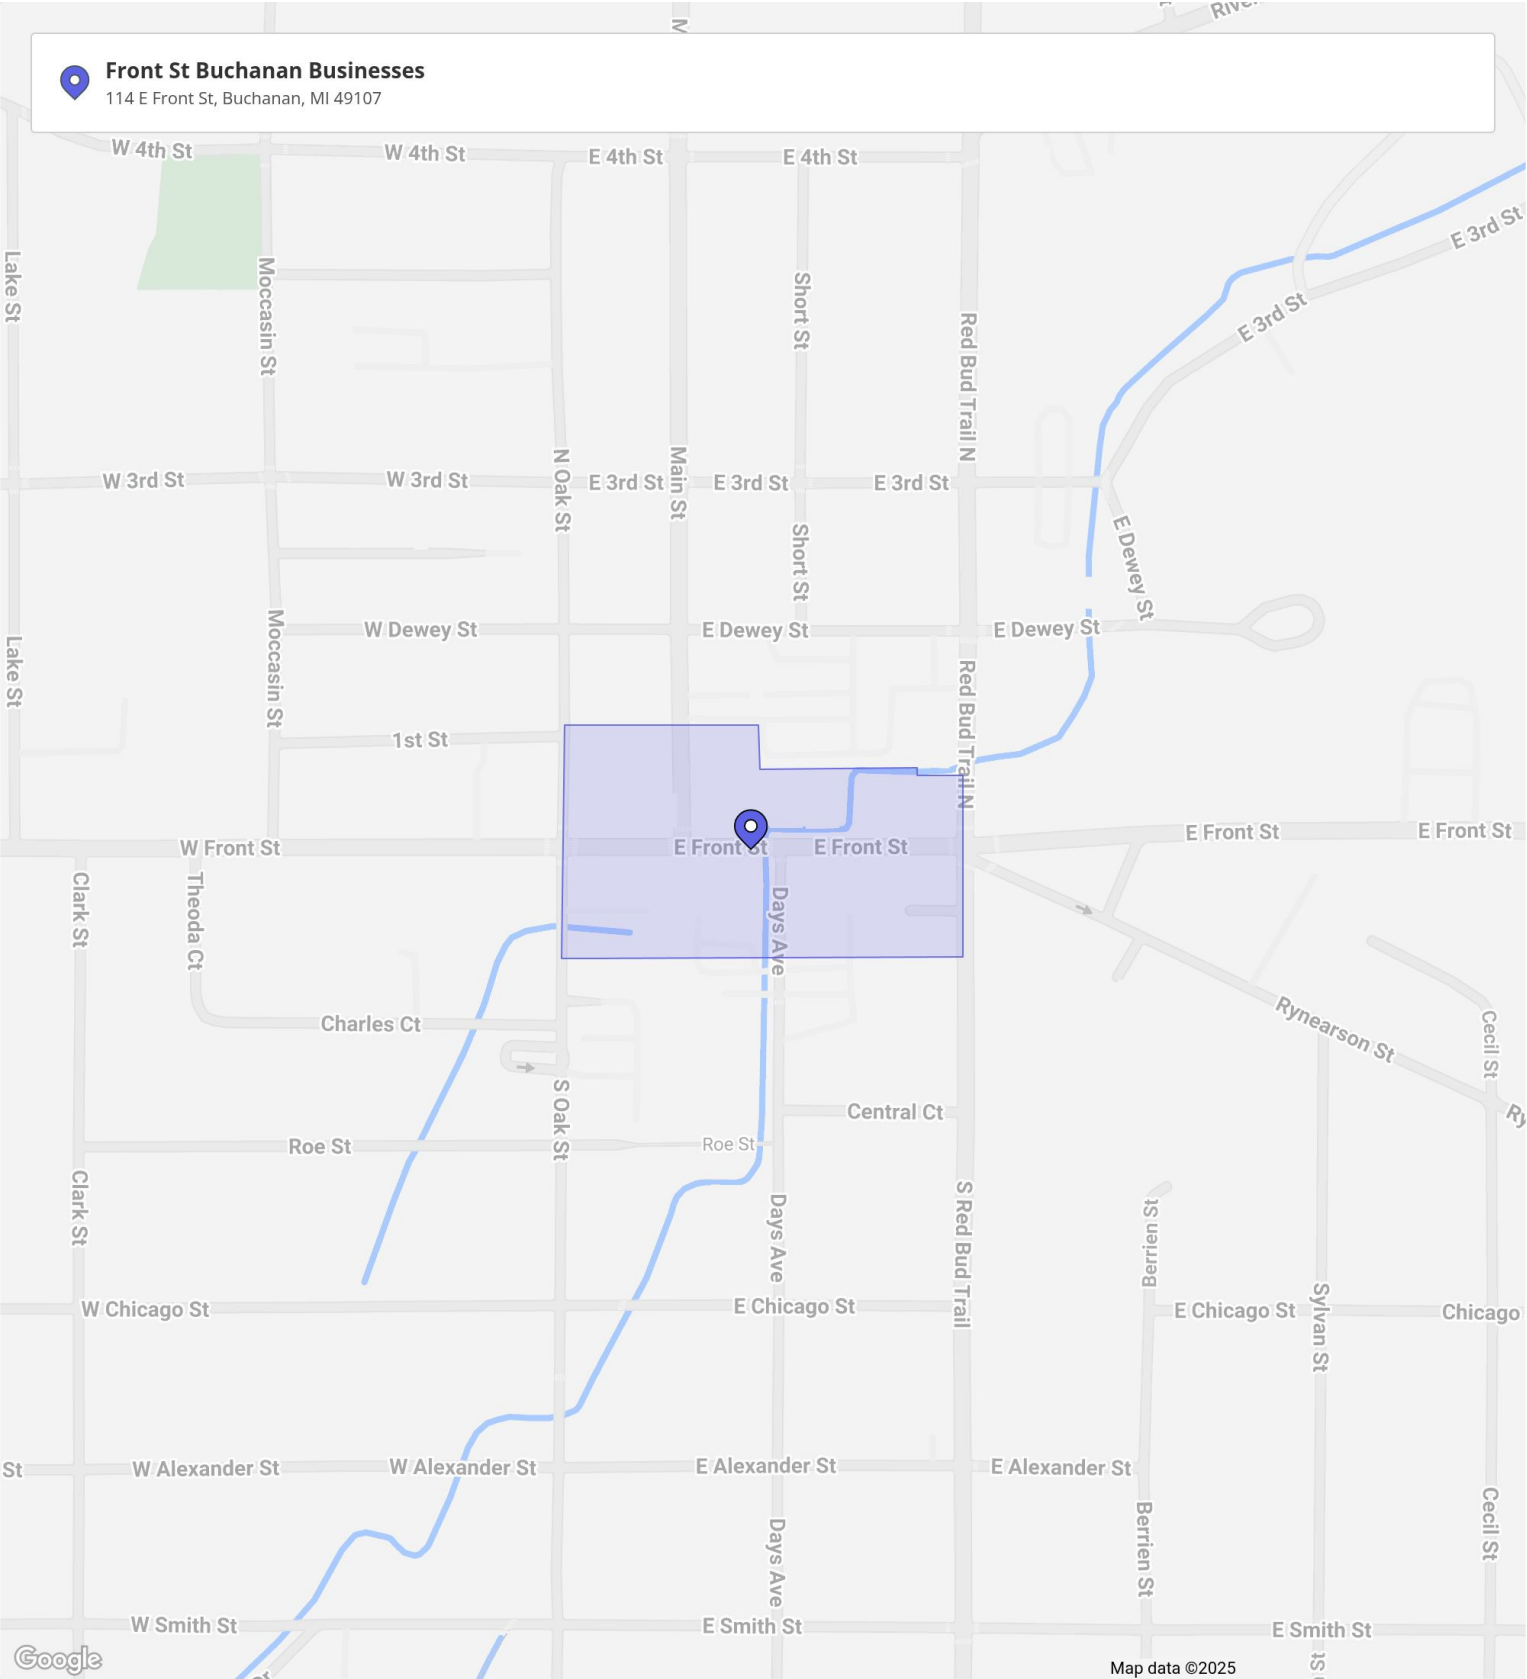 River
M
Front St Buchanan Businesses
114 E Front St, Buchanan, MI 49107
W 4th St
W 4th St
E 4th St
E 4th St
E 3rd St
Lake St
Moccasin St
Short St
E 3rd St
Red Bud Trail N
W 3rd St
W 3rd St
N Oak St
E 3rd St
Main St
E 3rd St
E 3rd St
Short St
E Dewey St
W Dewey St
E Dewey St
E Dewey St
Lake St
Moccasin St
Red Bud Trail N
1st St
W Front St
E Front St
E Front St
E Front St
E Front St
Clark St
Theoda Ct
Days Ave
Charles Ct
Rynearson St
Cecil St
S Oak St
Central Ct
Ry
Roe St
Roe St
Clark St
Days Ave
S Red Bud Trail
Berrien St
W Chicago St
E Chicago St
E Chicago St
Sylvan St
Chicago
St
W Alexander St
W Alexander St
E Alexander St
E Alexander St
Cecil St
Berrien St
Days Ave
W Smith St
E Smith St
E Smith St
St
Google
Map data ©2025